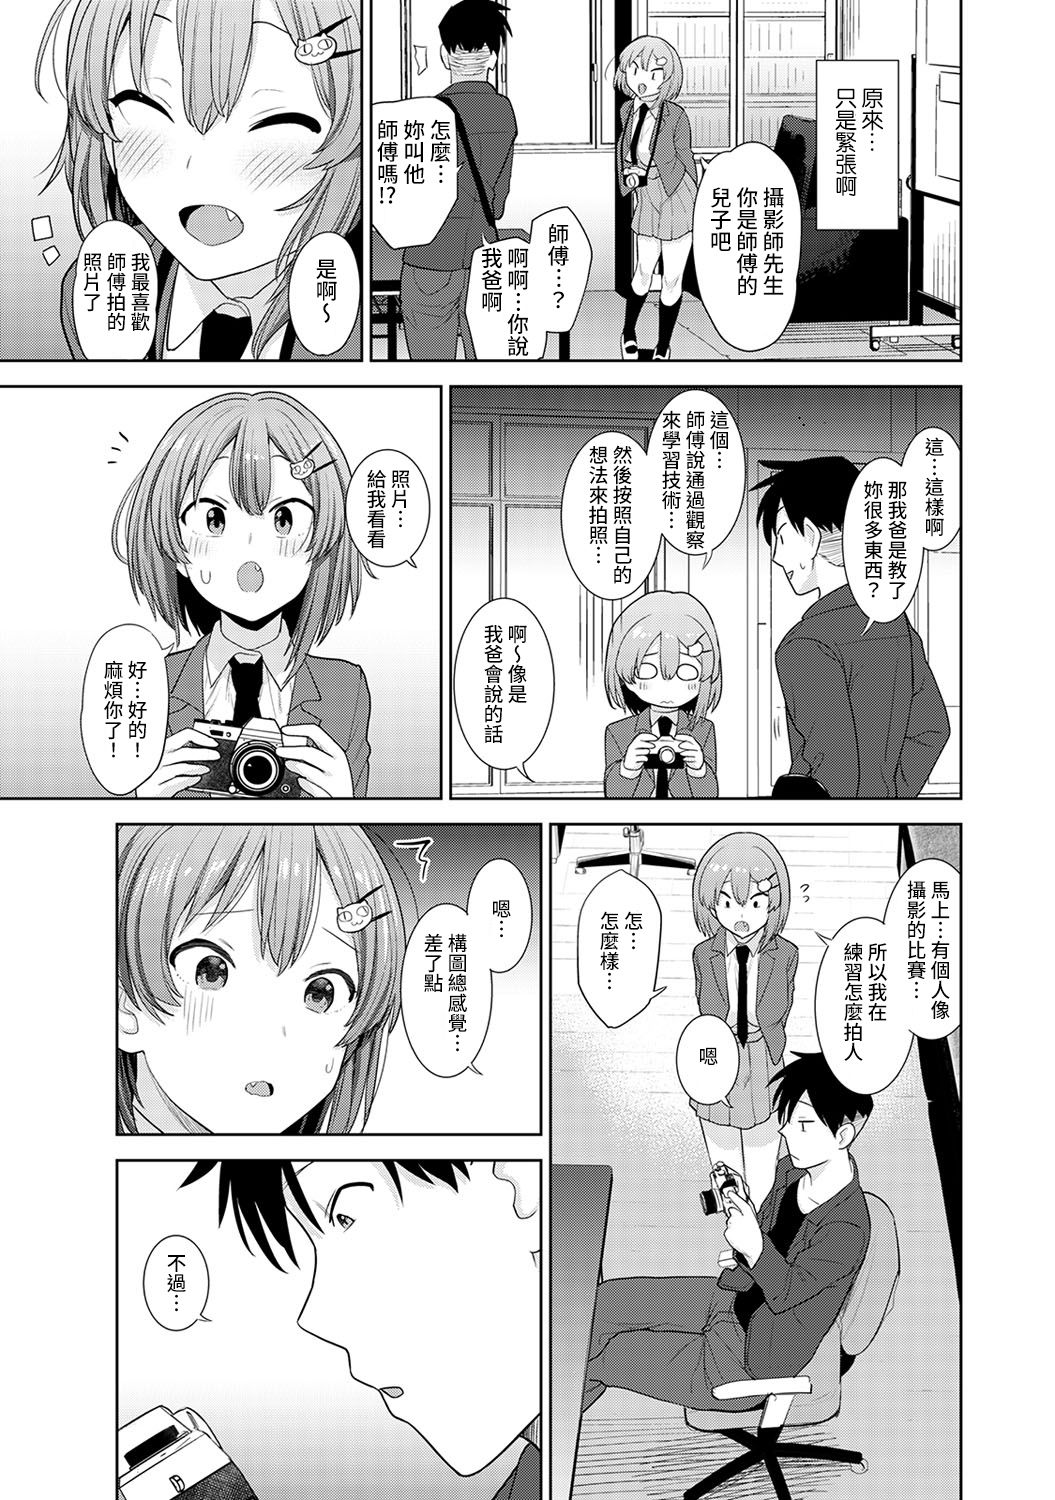 原來…
只是緊張啊
攝影師先生
你是師傅的
兒子吧
師傅…？
啊啊…你說
我爸啊
怎麼…
妳叫他
師傅嗎!?
是啊～
我最喜歡
師傅拍的
照片了
這…這樣啊
那我爸是教了
妳很多東西？
這個…
師傅說通過觀察
來學習技術…
然後按照自己的
想法來拍照…
啊～像是
我爸會說的話
照片…
給我看看
好…好的！
麻煩你了！
馬上…有個人像
攝影的比賽…
所以我在
練習怎麼拍人
嗯
怎…
怎麼樣…
嗯…
構圖總感覺…
差了點
不過…